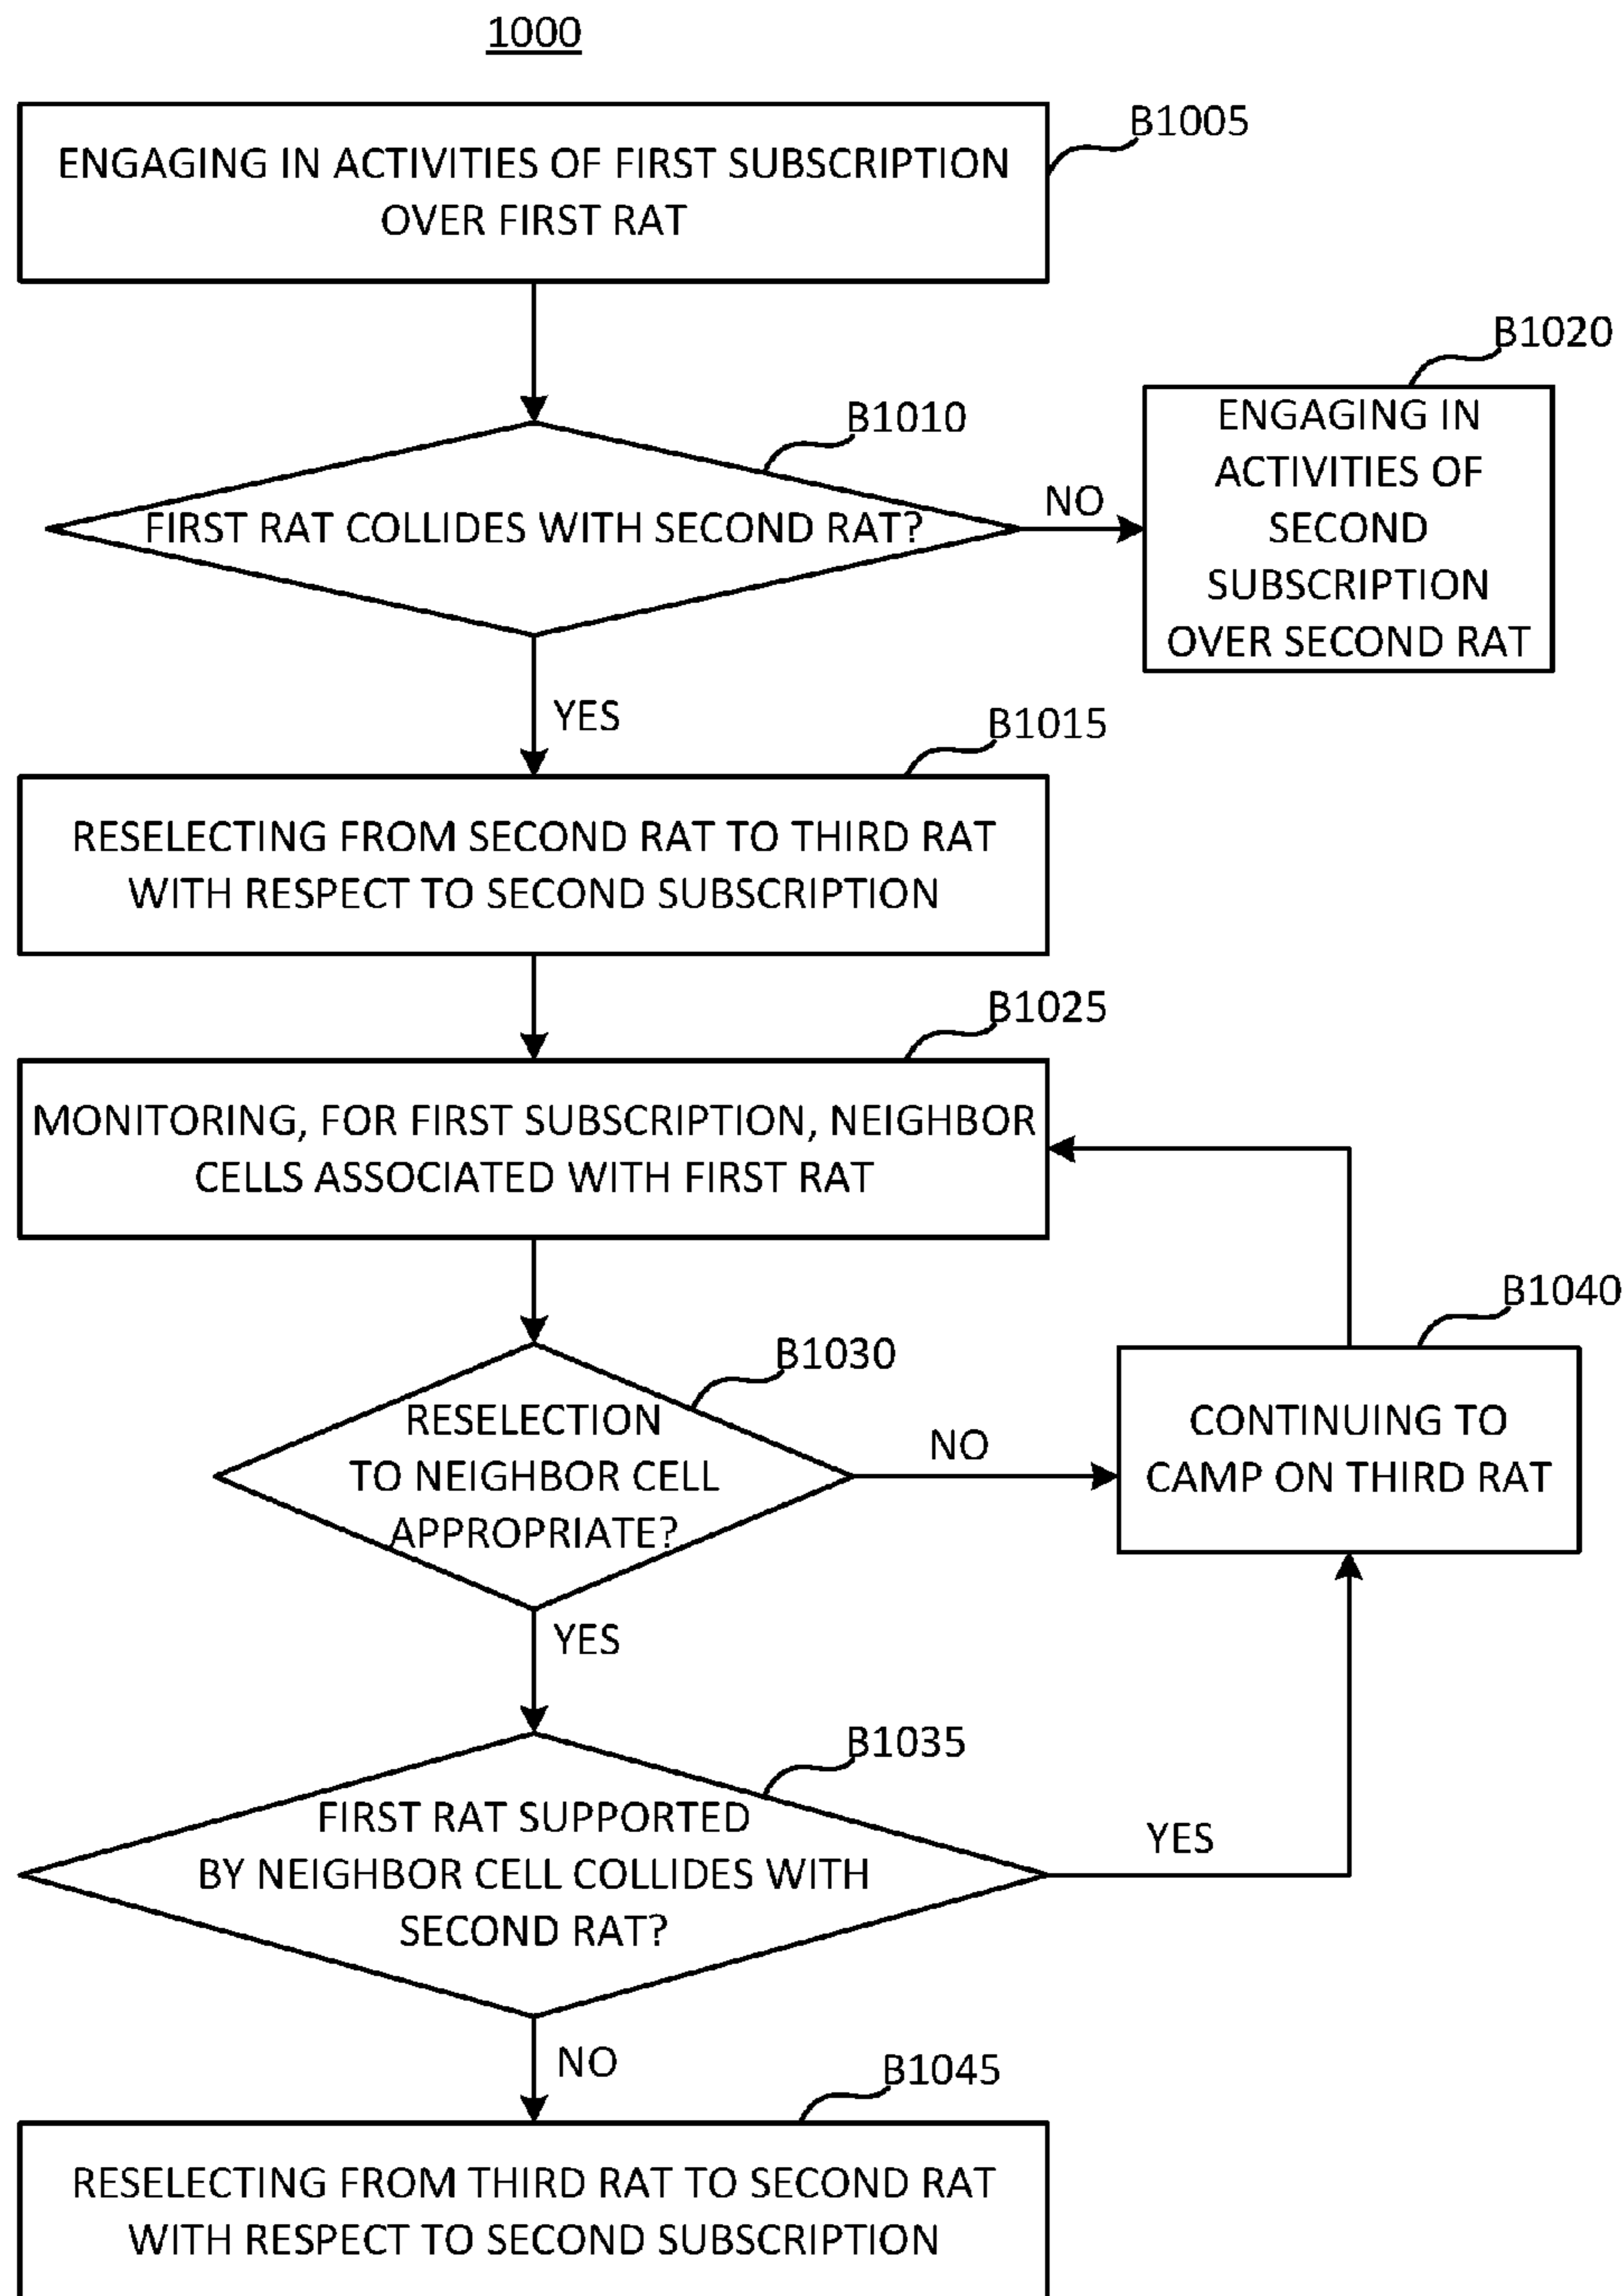 1000
B1005
ENGAGING IN ACTIVITIES OF FIRST SUBSCRIPTION
OVER FIRST RAT
B1020
ENGAGING IN
ACTIVITIES OF
SECOND
SUBSCRIPTION
OVER SECOND RAT
B1010
FIRST RAT COLLIDES WITH SECOND RAT?
NO
YES
B1015
RESELECTING FROM SECOND RAT TO THIRD RAT
WITH RESPECT TO SECOND SUBSCRIPTION
B1025
MONITORING, FOR FIRST SUBSCRIPTION, NEIGHBOR
CELLS ASSOCIATED WITH FIRST RAT
B1030
RESELECTION
TO NEIGHBOR CELL
APPROPRIATE?
NO
B1040
CONTINUING TO
CAMP ON THIRD RAT
YES
B1035
FIRST RAT SUPPORTED
BY NEIGHBOR CELL COLLIDES WITH
SECOND RAT?
YES
NO
B1045
RESELECTING FROM THIRD RAT TO SECOND RAT
WITH RESPECT TO SECOND SUBSCRIPTION